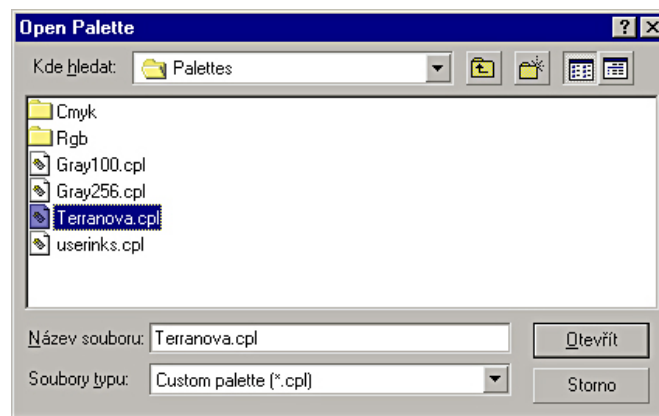 Open Palette
Kde hledat: Palettes
Cmyk
Rgb
Gray100.cpl
Gray256.cpl
Terranova.cpl
userinks.cpl
Název souboru: Terranova.cpl
Otevřít
Soubory typu: Custom palette (*.cpl)
Storno